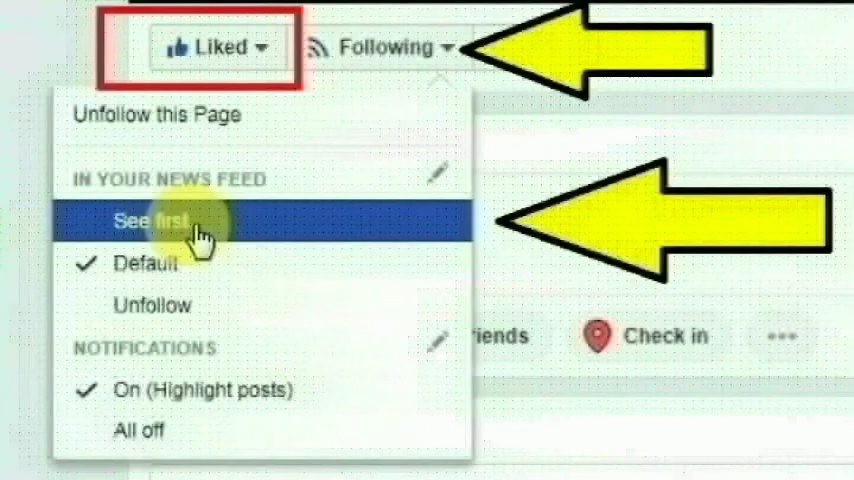 Liked Following
Unfollow this Page
IN YOUR NEWS FEED
See first
Default
Unfollow
riends Check in
NOTIFICATIONS
On (Highlight posts)
All off